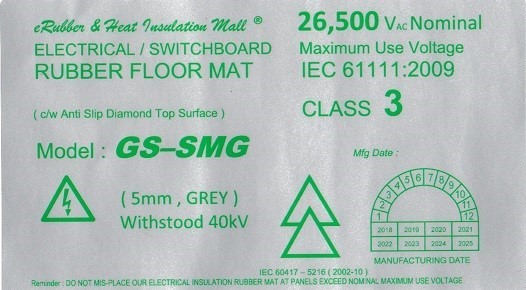 eRubber & Heat Insulation Mall ®
ELECTRICAL / SWITCHBOARD
RUBBER FLOOR MAT
( c/w Anti Slip Diamond Top Surface )
Model : GS–SMG
( 5mm , GREY )
Withstood 40kV
26,500 VAC Nominal
Maximum Use Voltage
IEC 61111:2009
CLASS 3
Mfg Date :
1 2 3 4 5 6 7 8 9 10 11 12
2018 2019 2020 2021
2022 2023 2024 2025
MANUFACTURING DATE
IEC 60417 – 5216 ( 2002-10 )
Reminder : DO NOT MIS-PLACE OUR ELECTRICAL INSULATION RUBBER MAT AT PANELS EXCEED NOMINAL MAXIMUM USE VOLTAGE.